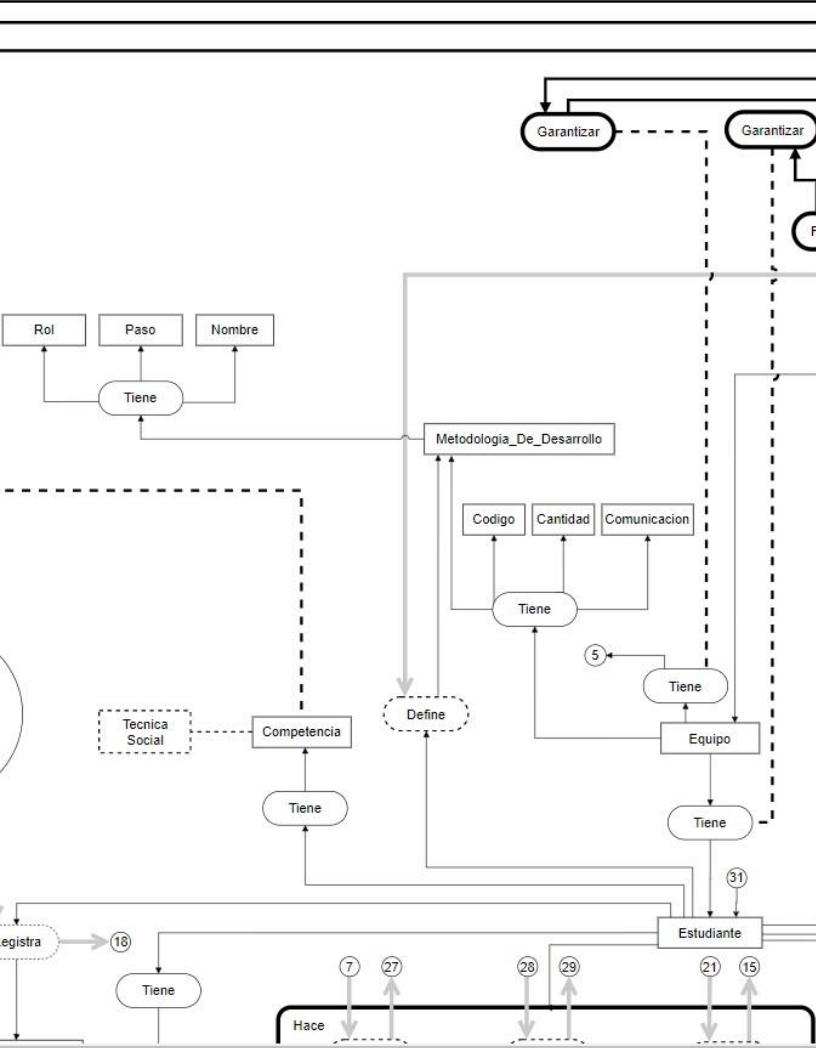 Garantizar
Garantizar
F
Rol
Paso
Nombre
Tiene
Metodologia_De_Desarrollo
Codigo
Cantidad
Comunicacion
Tiene
5
Tiene
Define
Tecnica
Social
Competencia
Equipo
Tiene
Tiene
31
egistra
18
Estudiante
7
27
28
29
21
15
Tiene
Hace